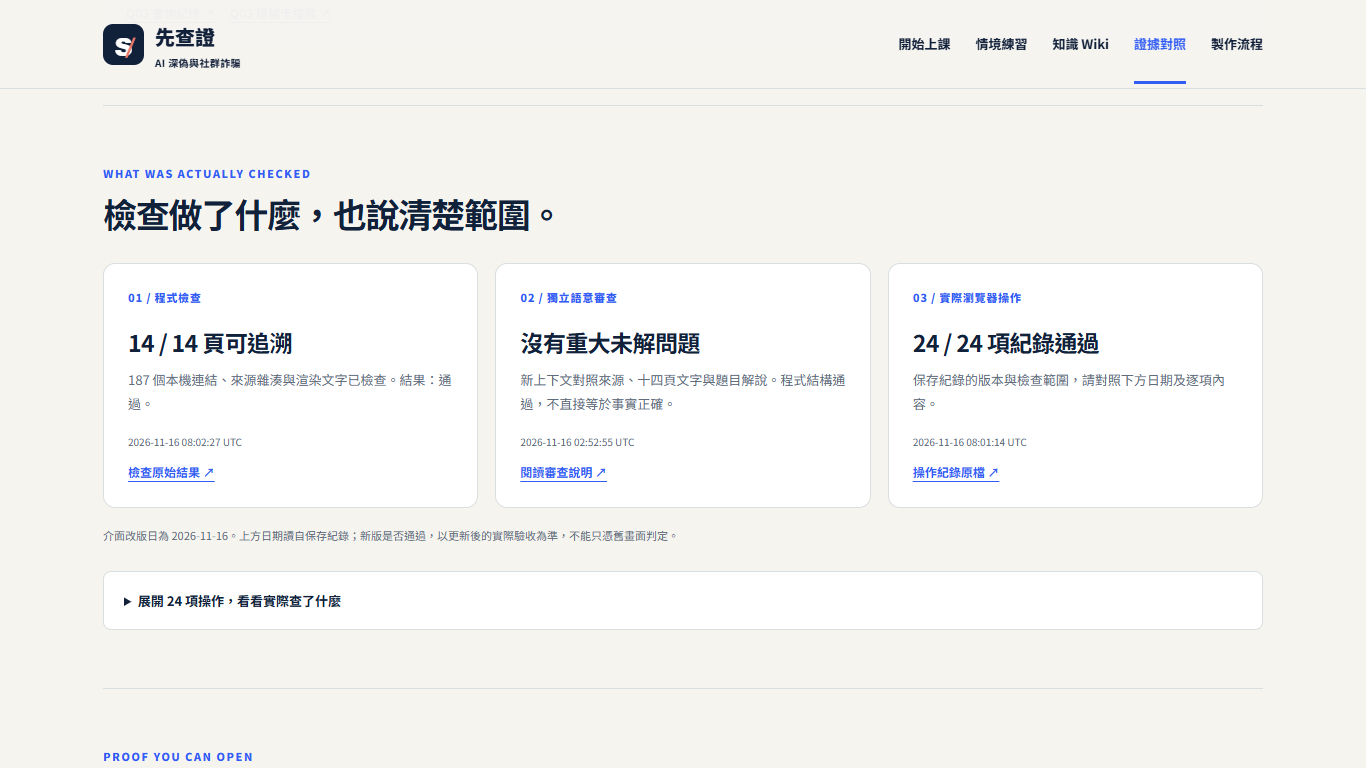 先查證
AI 深偽與社群詐騙
開始上課
情境練習
知識 Wiki
證據對照
製作流程
WHAT WAS ACTUALLY CHECKED
檢查做了什麼，也說清楚範圍。
01 / 程式檢查
14 / 14 頁可追溯
187 個本機連結、來源雜湊與渲染文字已檢查。結果：通
過。
2026-11-16 08:02:27 UTC
檢查原始結果 ↗
02 / 獨立語意審查
沒有重大未解問題
新上下文對照來源、十四頁文字與題目解說。程式結構通
過，不直接等於事實正確。
2026-11-16 02:52:55 UTC
閱讀審查說明 ↗
03 / 實際瀏覽器操作
24 / 24 項紀錄通過
保存紀錄的版本與檢查範圍，請對照下方日期及逐項內
容。
2026-11-16 08:01:14 UTC
操作紀錄原檔 ↗
介面改版日為 2026-11-16。上方日期讀自保存紀錄；新版是否通過，以更新後的實際驗收為準，不能只憑舊畫面判定。
▶ 展開 24 項操作，看看實際查了什麼
PROOF YOU CAN OPEN